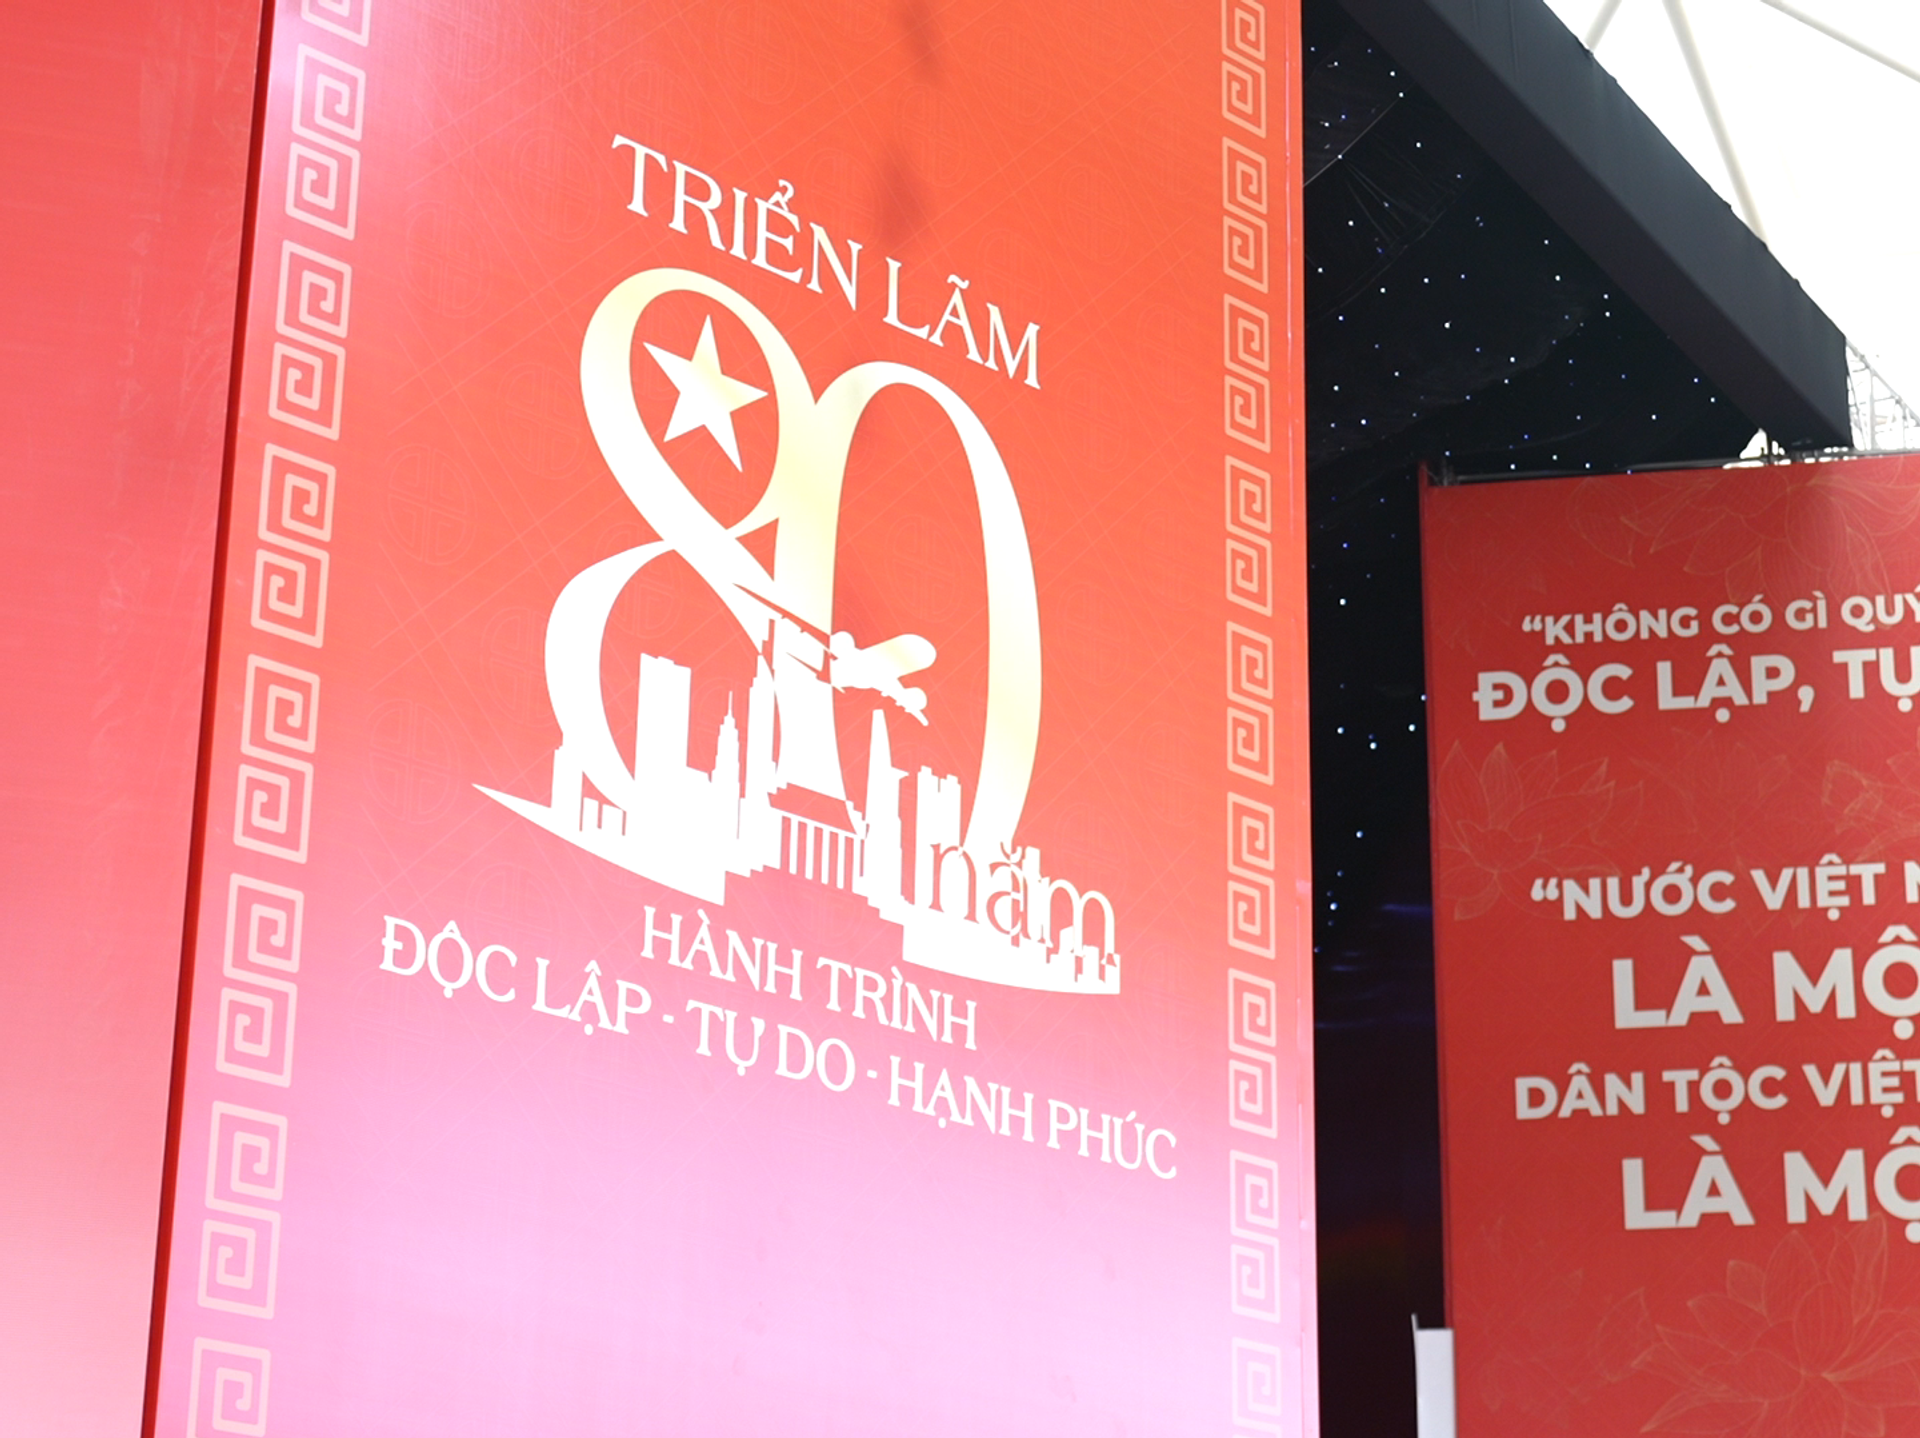 TRIỂN LÃM
80
năm
HÀNH TRÌNH
ĐỘC LẬP - TỰ DO - HẠNH PHÚC
“KHÔNG CÓ GÌ QUÝ
ĐỘC LẬP, TỰ
“NƯỚC VIỆT
LÀ MỘ
DÂN TỘC VIỆT
LÀ MỘ